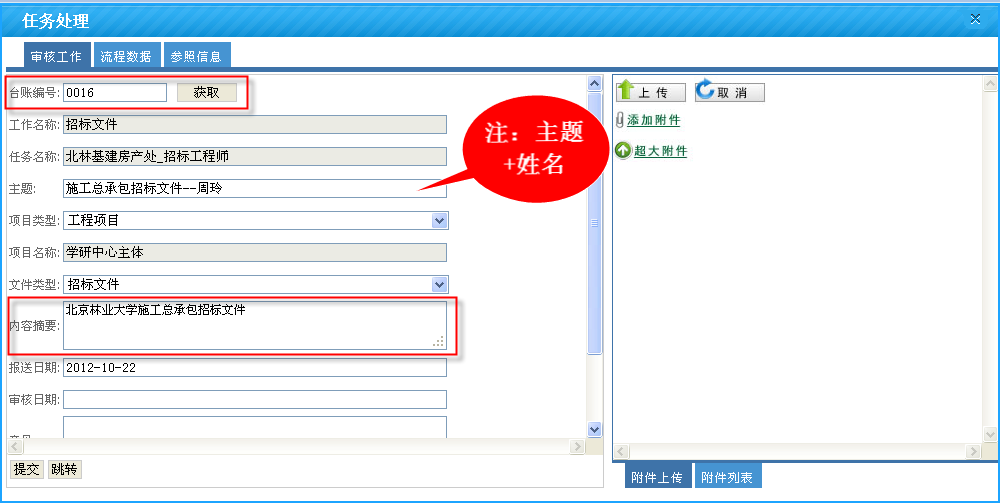 任务处理
审核工作 流程数据 参照信息
台账编号: 0016 获取
工作名称: 招标文件
任务名称: 北林基建房产处_招标工程师
主题: 施工总承包招标文件--周玲
项目类型: 工程项目
项目名称: 学研中心主体
文件类型: 招标文件
内容摘要: 北京林业大学施工总承包招标文件
报送日期: 2012-10-22
审核日期:
提交 跳转
注：主题
+姓名
上 传 取 消
添加附件
超大附件
附件上传 附件列表